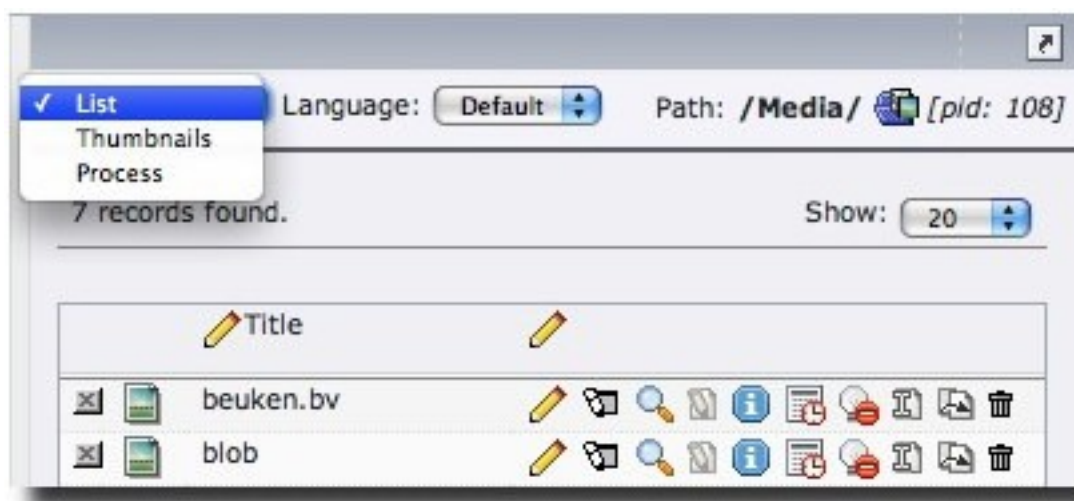 ✓ List
Thumbnails
Process
Language: Default
Path: /Media/ [pid: 108]
7 records found.
Show: 20
Title
beuken.bv
blob